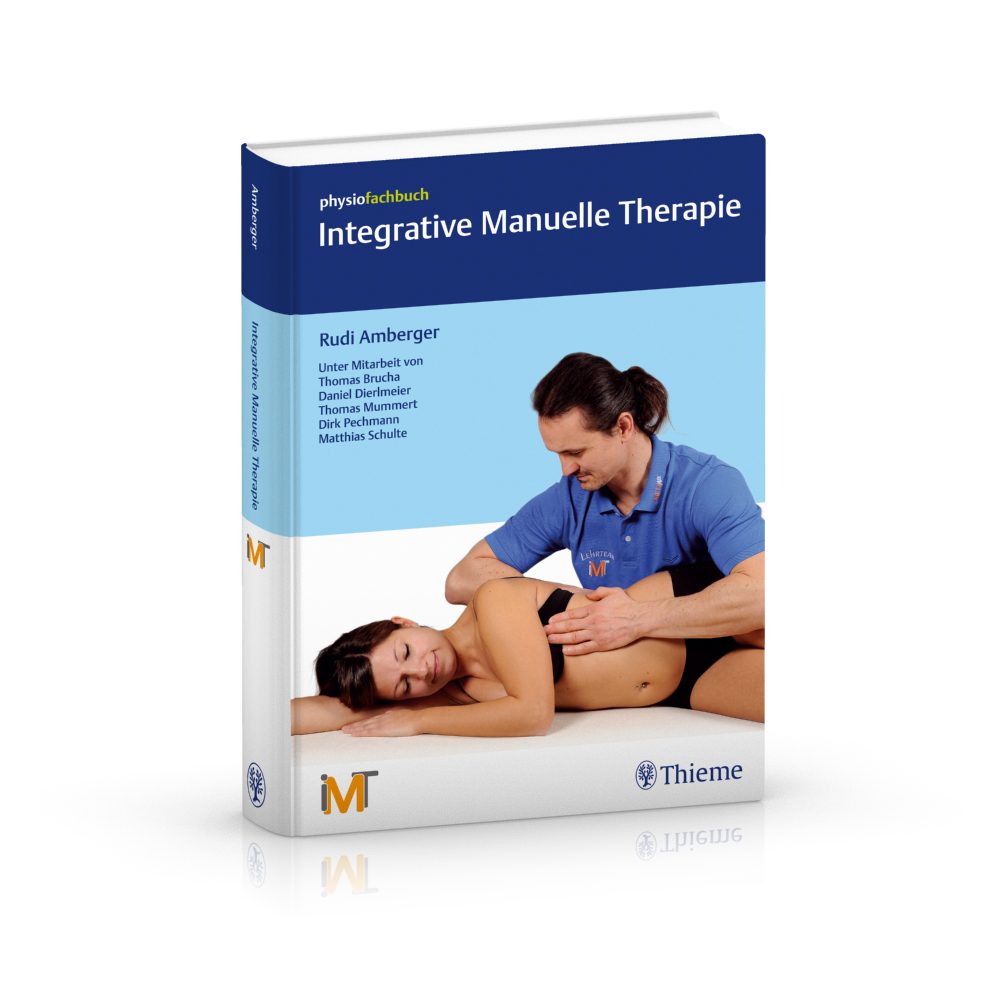 physiofachbuch
Integrative Manuelle Therapie
Rudi Amberger
Unter Mitarbeit von
Thomas Brucha
Daniel Dierlmeier
Thomas Mummert
Dirk Pechmann
Matthias Schulte
LEHRTEAM
iMT
iMT
Thieme
Amberger
Integrative Manuelle Therapie
iMT